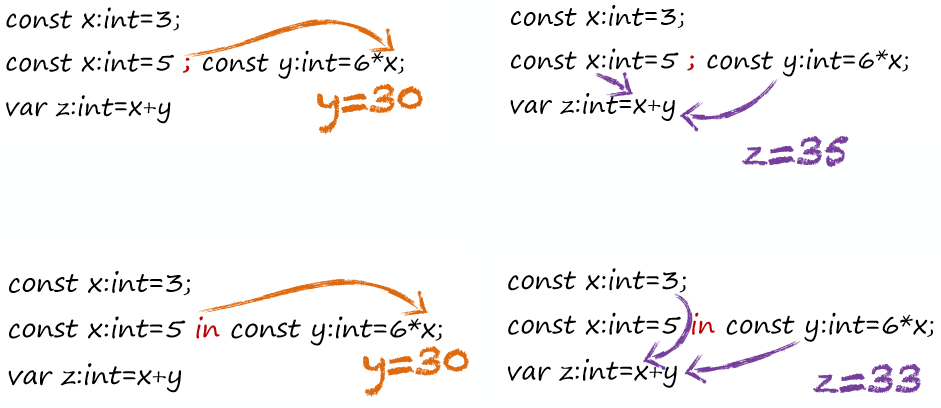 const x:int=3;
const x:int=5 ; const y:int=6*x;
var z:int=x+y
y=30
const x:int=3;
const x:int=5 ; const y:int=6*x;
var z:int=x+y
z=35
const x:int=3;
const x:int=5 in const y:int=6*x;
var z:int=x+y
y=30
const x:int=3;
const x:int=5 in const y:int=6*x;
var z:int=x+y
z=33